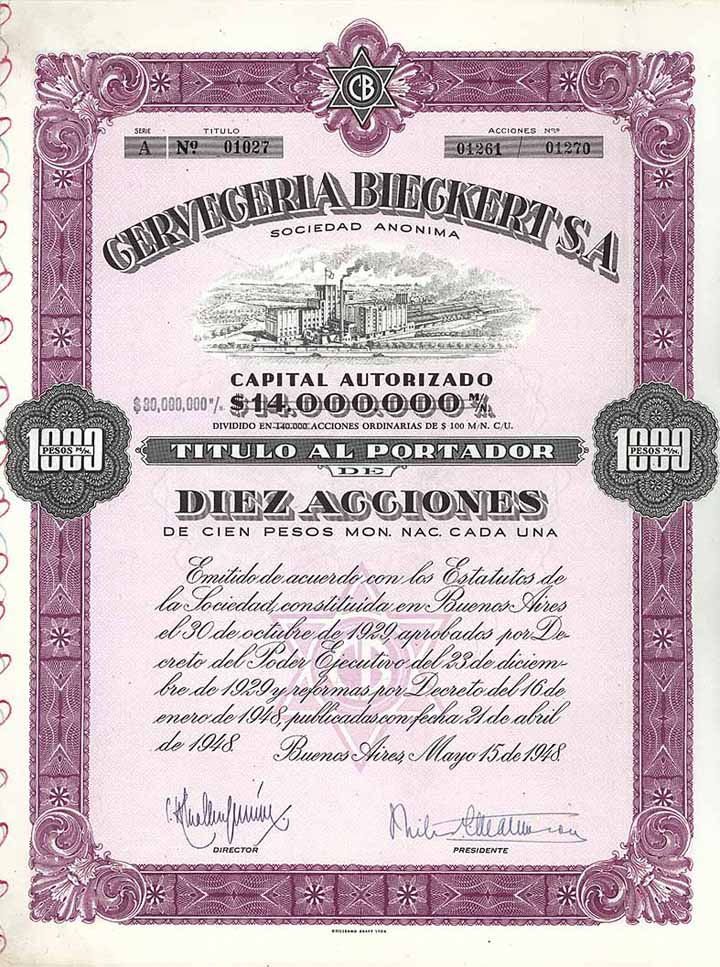 CB
SERIE TITULO ACCIONES Nºs
A Nº 01027 01261 / 01270
CERVECERIA BIECKERT S.A
SOCIEDAD ANONIMA
CAPITAL AUTORIZADO
$30,000,000 m/n. $14.000.000 M/N.
DIVIDIDO EN 140.000 ACCIONES ORDINARIAS DE $ 100 M/N. C/U.
1000 PESOS M/N. TITULO AL PORTADOR 1000 PESOS M/N.
DE
DIEZ ACCIONES
DE CIEN PESOS MON. NAC. CADA UNA
Emitido de acuerdo con los Estatutos de
la Sociedad, constituida en Buenos Aires
el 30 de octubre de 1929, aprobados por De-
creto del Poder Ejecutivo del 23 de diciem-
bre de 1929 y reformas por Decreto del 16 de
enero de 1948, publicadas con fecha 21 de abril
de 1948. Buenos Aires, Mayo 15 de 1948
CB
DIRECTOR PRESIDENTE
GUILLERMO KRAFT LTDA